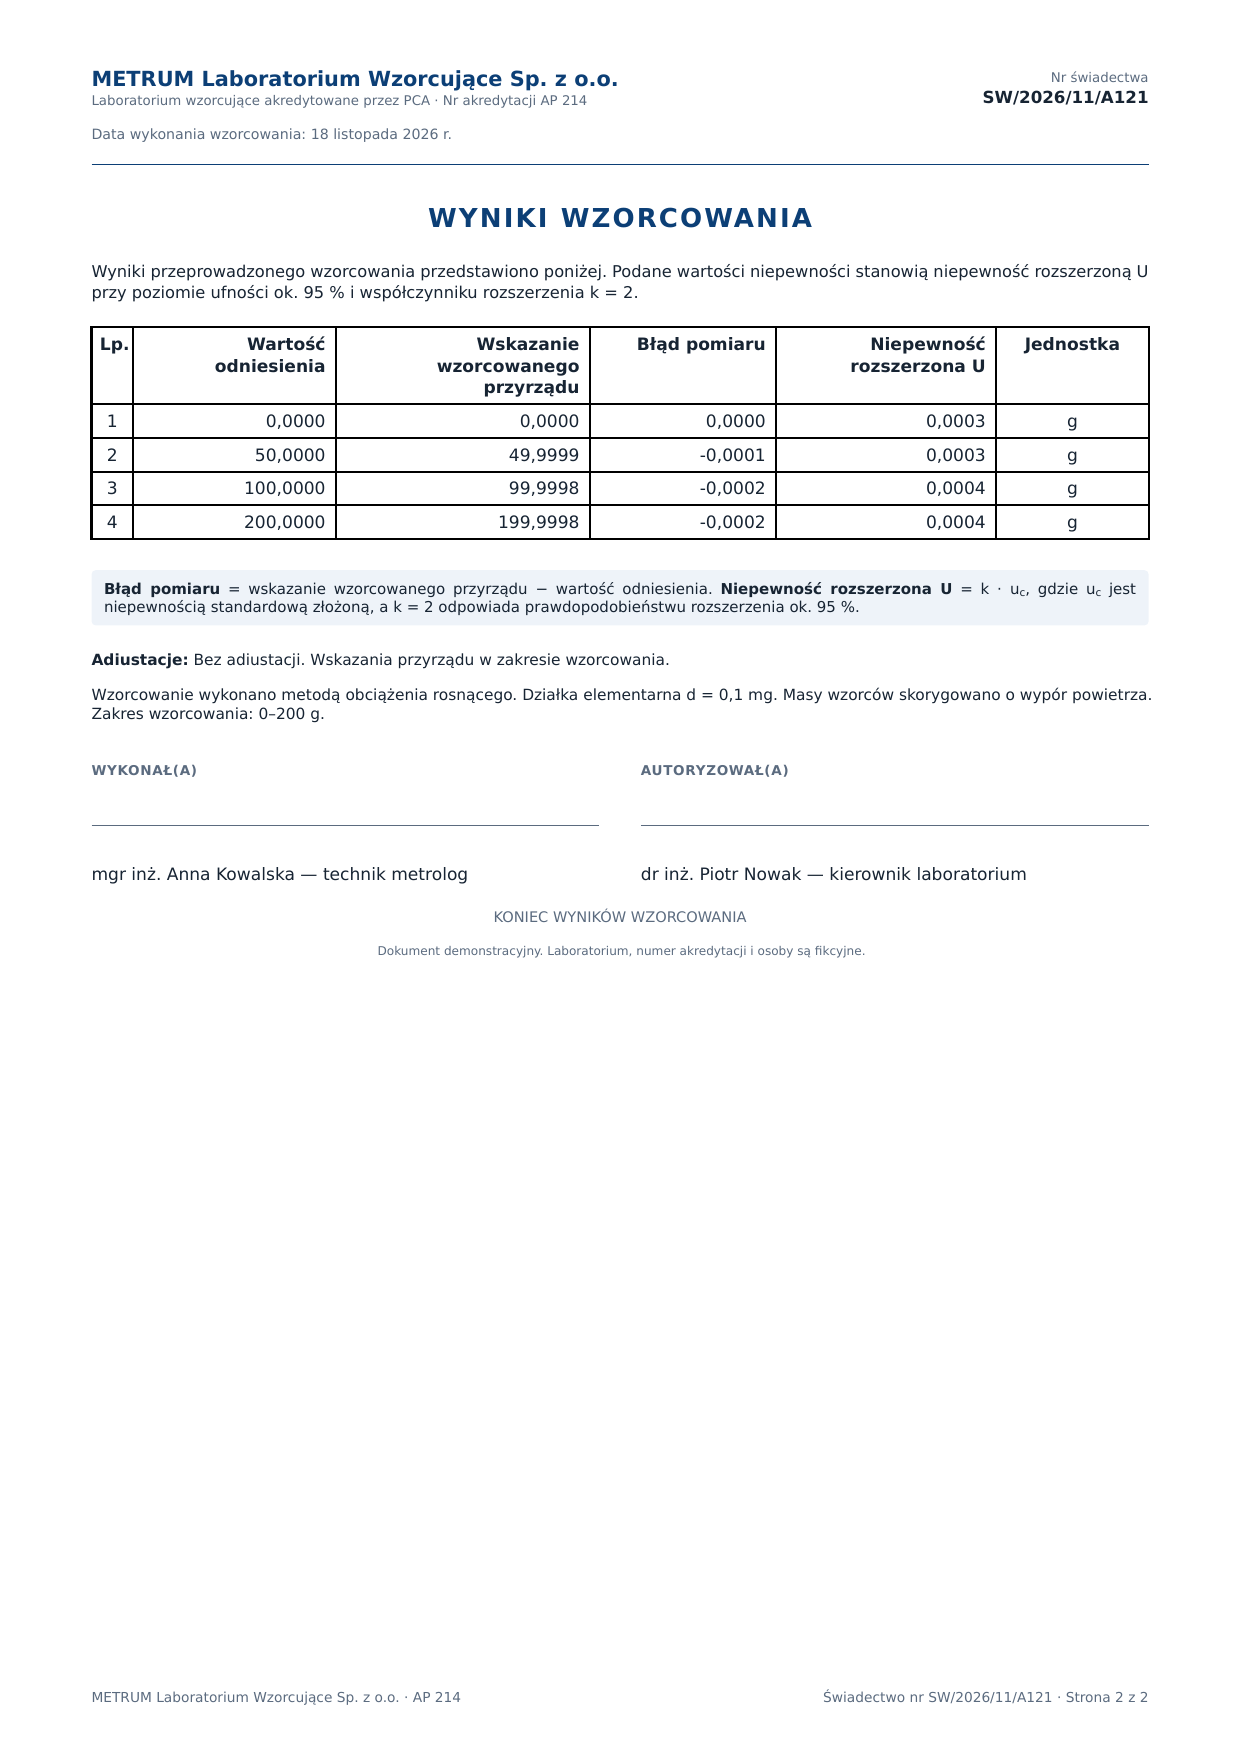 METRUM Laboratorium Wzorcujące Sp. z o.o.
Laboratorium wzorcujące akredytowane przez PCA · Nr akredytacji AP 214
Data wykonania wzorcowania: 18 listopada 2026 r.
Nr świadectwa
SW/2026/11/A121
WYNIKI WZORCOWANIA
Wyniki przeprowadzonego wzorcowania przedstawiono poniżej. Podane wartości niepewności stanowią niepewność rozszerzoną U
przy poziomie ufności ok. 95 % i współczynniku rozszerzenia k = 2.
Lp. Wartość odniesienia Wskazanie wzorcowanego przyrządu Błąd pomiaru Niepewność rozszerzona U Jednostka
1 0,0000 0,0000 0,0000 0,0003 g
2 50,0000 49,9999 -0,0001 0,0003 g
3 100,0000 99,9998 -0,0002 0,0004 g
4 200,0000 199,9998 -0,0002 0,0004 g
Błąd pomiaru = wskazanie wzorcowanego przyrządu − wartość odniesienia. Niepewność rozszerzona U = k · uc, gdzie uc jest
niepewnością standardową złożoną, a k = 2 odpowiada prawdopodobieństwu rozszerzenia ok. 95 %.
Adiustacje: Bez adiustacji. Wskazania przyrządu w zakresie wzorcowania.
Wzorcowanie wykonano metodą obciążenia rosnącego. Działka elementarna d = 0,1 mg. Masy wzorców skorygowano o wypór powietrza.
Zakres wzorcowania: 0–200 g.
WYKONAŁ(A)
mgr inż. Anna Kowalska — technik metrolog
AUTORYZOWAŁ(A)
dr inż. Piotr Nowak — kierownik laboratorium
KONIEC WYNIKÓW WZORCOWANIA
Dokument demonstracyjny. Laboratorium, numer akredytacji i osoby są fikcyjne.
METRUM Laboratorium Wzorcujące Sp. z o.o. · AP 214
Świadectwo nr SW/2026/11/A121 · Strona 2 z 2